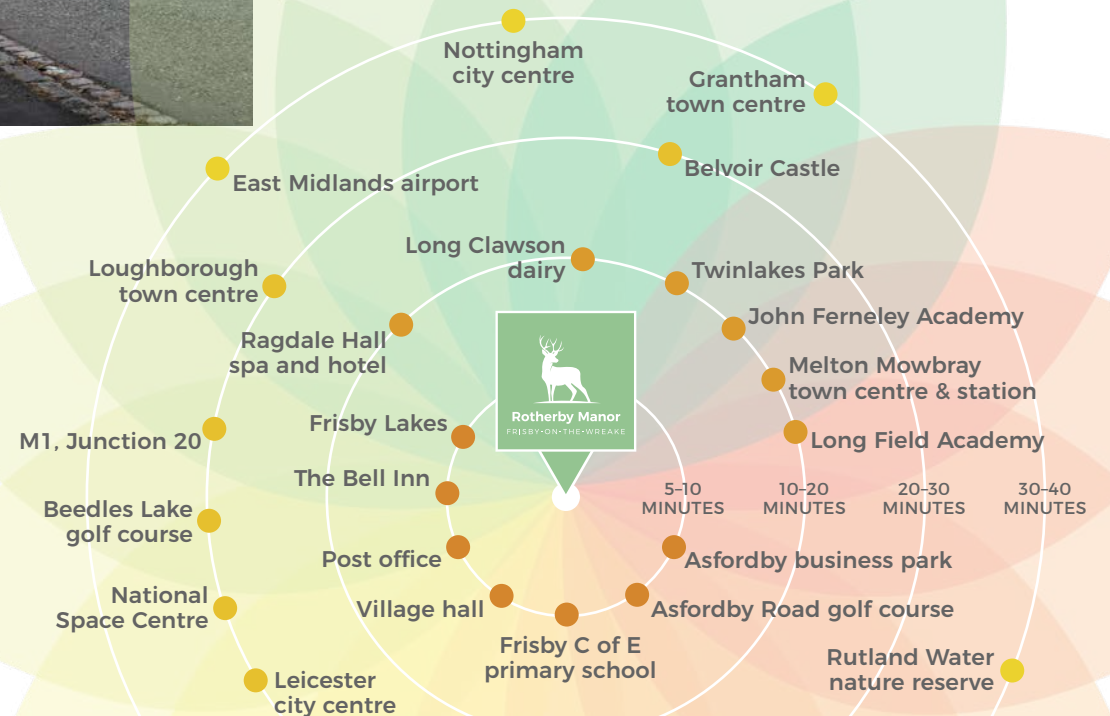 Nottingham
city centre
Grantham
town centre
Belvoir Castle
East Midlands airport
Long Clawson
dairy
Twinlakes Park
Loughborough
town centre
John Ferneley Academy
Ragdale Hall
spa and hotel
Melton Mowbray
town centre & station
Rotherby Manor
FRISBY-ON-THE-WREAKE
Frisby Lakes
M1, Junction 20
Long Field Academy
The Bell Inn
5–10
MINUTES
10–20
MINUTES
20–30
MINUTES
30–40
MINUTES
Beedles Lake
golf course
Post office
Asfordby business park
National
Space Centre
Village hall
Asfordby Road golf course
Frisby C of E
primary school
Rutland Water
nature reserve
Leicester
city centre